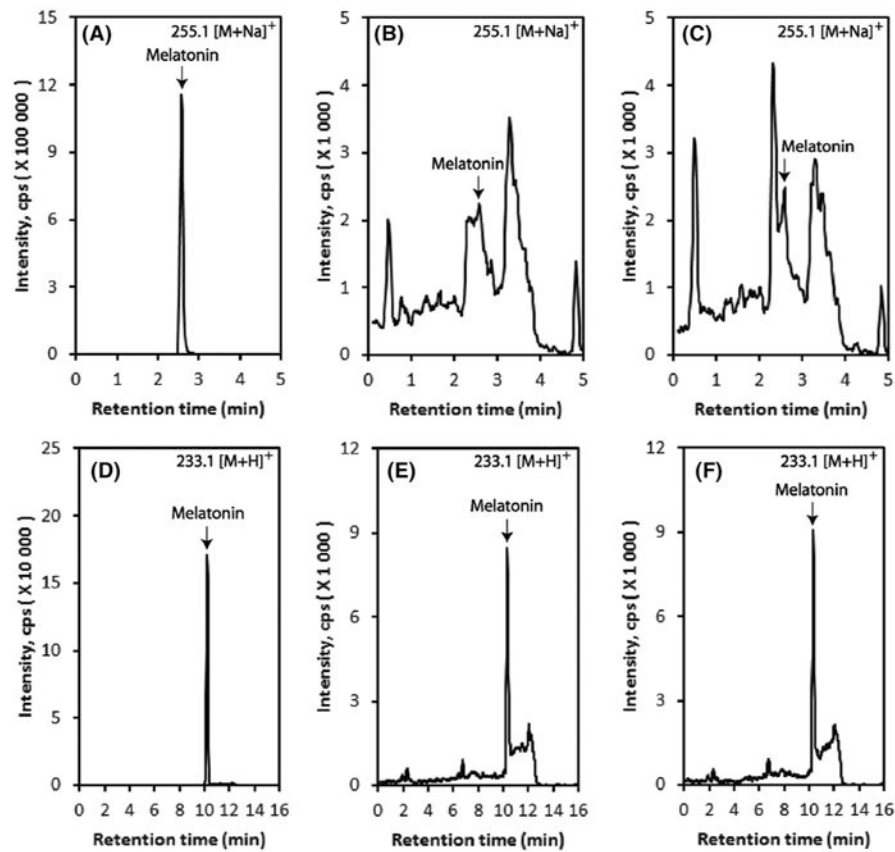 (A)
255.1 [M+Na]+
Melatonin
Intensity, cps ( X 100 000 )
15
12
9
6
3
0
0 1 2 3 4 5
Retention time (min)
(B)
255.1 [M+Na]+
Melatonin
Intensity, cps ( X 1 000 )
5
4
3
2
1
0
0 1 2 3 4 5
Retention time (min)
(C)
255.1 [M+Na]+
Melatonin
Intensity, cps ( X 1 000 )
5
4
3
2
1
0
0 1 2 3 4 5
Retention time (min)
(D)
233.1 [M+H]+
Melatonin
Intensity, cps ( X 10 000 )
25
20
15
10
5
0
0 2 4 6 8 10 12 14 16
Retention time (min)
(E)
233.1 [M+H]+
Melatonin
Intensity, cps ( X 1 000 )
12
9
6
3
0
0 2 4 6 8 10 12 14 16
Retention time (min)
(F)
233.1 [M+H]+
Melatonin
Intensity, cps ( X 1 000 )
12
9
6
3
0
0 2 4 6 8 10 12 14 16
Retention time (min)